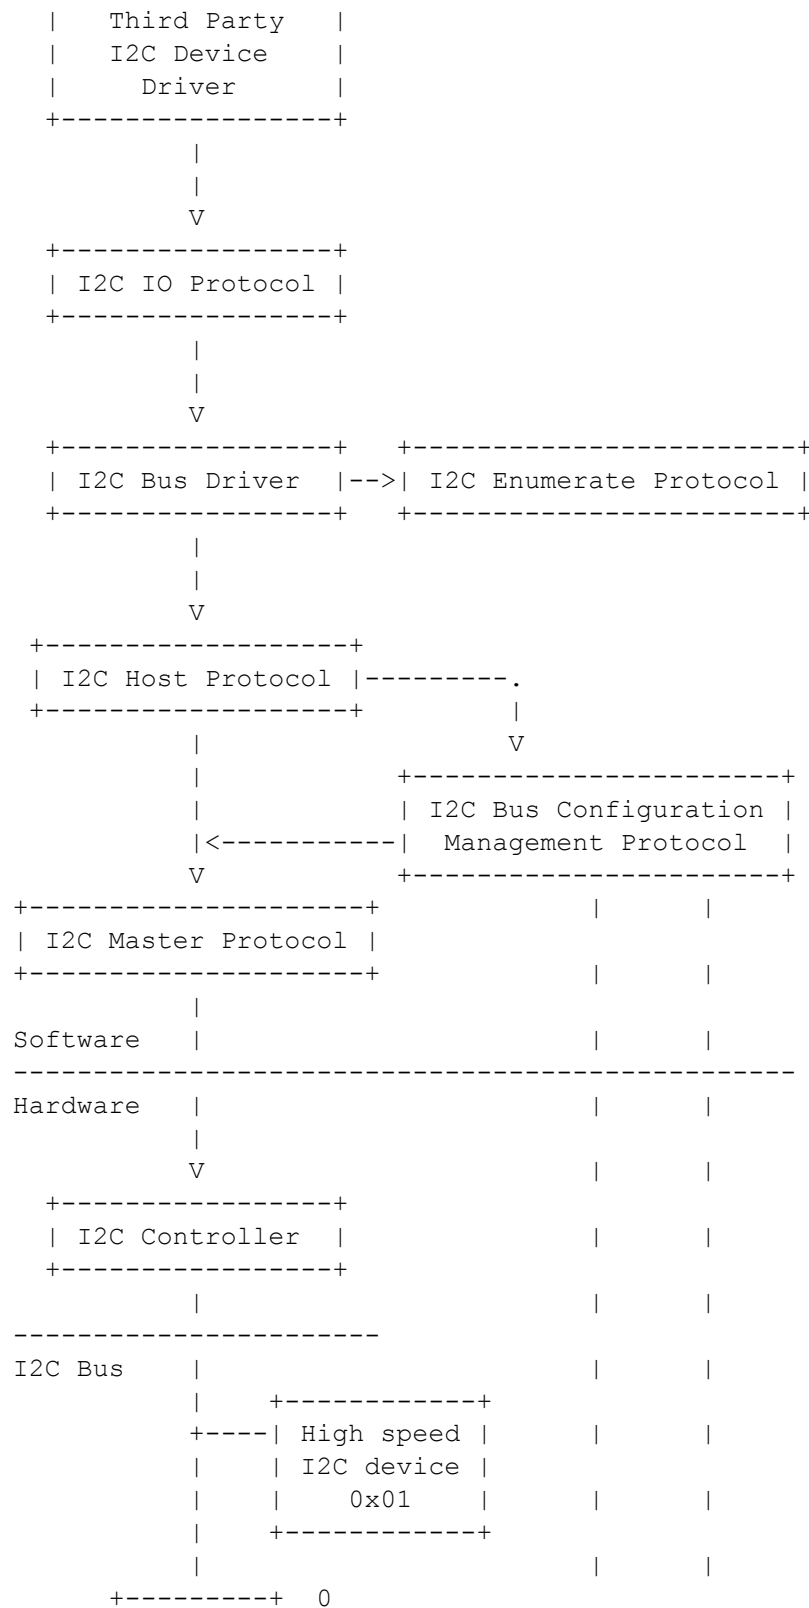 | Third Party |
| I2C Device |
| Driver |
+-----------------+
|
|
V
+-----------------+
| I2C IO Protocol |
+-----------------+
|
|
V
+-----------------+ +------------------------+
| I2C Bus Driver |-->| I2C Enumerate Protocol |
+-----------------+ +------------------------+
|
|
V
+-------------------+
| I2C Host Protocol |---------.
+-------------------+ |
| V
| +-----------------------+
| | I2C Bus Configuration |
|<-----------| Management Protocol |
V +-----------------------+
+---------------------+ | |
| I2C Master Protocol |
+---------------------+ | |
|
Software | | |
-------------------------------------------------
Hardware | | |
|
V | |
+-----------------+
| I2C Controller | | |
+-----------------+
| | |
-----------------------
I2C Bus | | |
| +------------+
+----| High speed | | |
| | I2C device |
| | 0x01 | | |
| +------------+
| | |
+---------+ 0